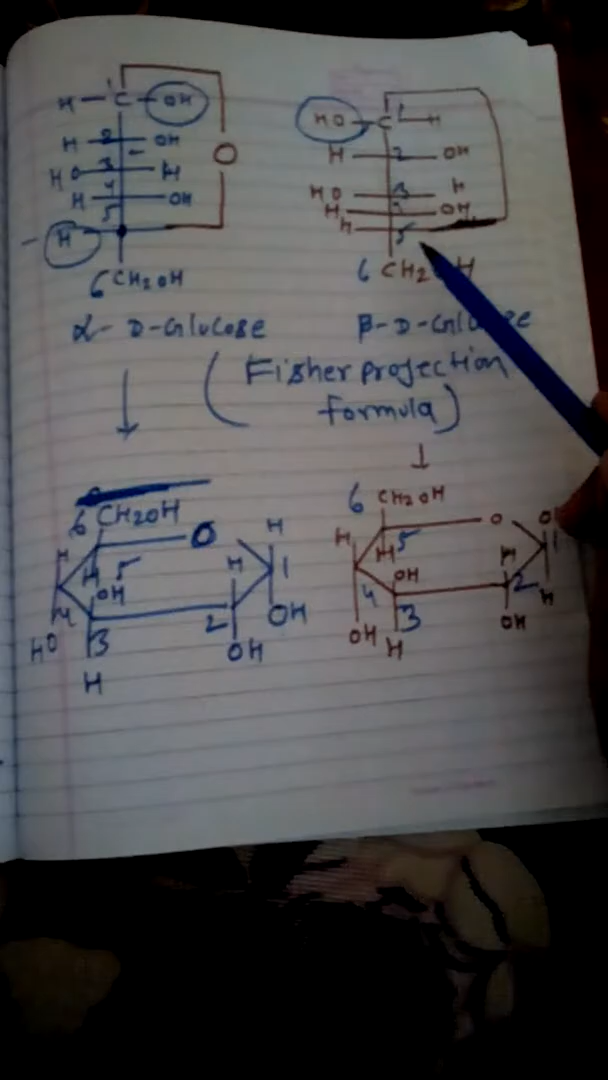 1
H - C - OH
H 2 OH
HO 3 H
H 4 OH
5
H
O
6 CH2OH
α- D-Glucose
HO C 1 H
H 2 OH
HO 3 H
H OH
H 5
6 CH2OH
β-D-Glucose
(Fisher projection
formula)
6 CH2OH
O
H
H
H 5
H
1
OH
4
HO
3
2
OH
OH
H
6 CH2OH
O
H
H 5
OH
H
1
2
4
3
H
OH
H
OH